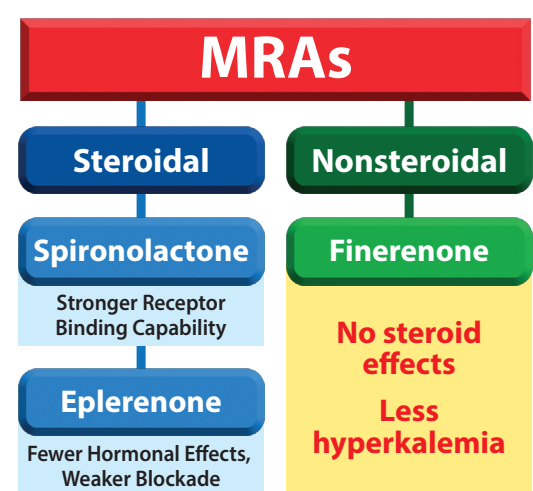 MRAs
Steroidal
Spironolactone
Stronger Receptor
Binding Capability
Eplerenone
Fewer Hormonal Effects,
Weaker Blockade
Nonsteroidal
Finerenone
No steroid
effects
Less
hyperkalemia